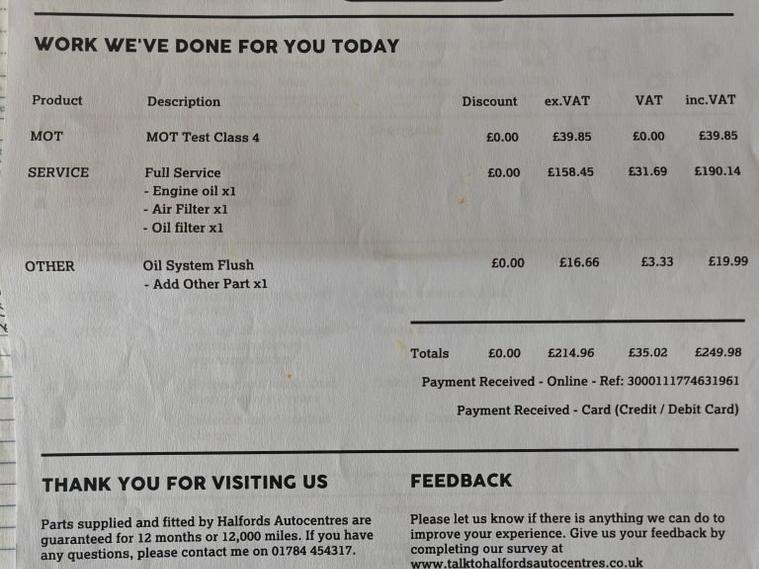 WORK WE'VE DONE FOR YOU TODAY
Product Description Discount ex.VAT VAT inc.VAT
MOT MOT Test Class 4 £0.00 £39.85 £0.00 £39.85
SERVICE Full Service £0.00 £158.45 £31.69 £190.14
- Engine oil x1
- Air Filter x1
- Oil filter x1
OTHER Oil System Flush £0.00 £16.66 £3.33 £19.99
- Add Other Part x1
Totals £0.00 £214.96 £35.02 £249.98
Payment Received - Online - Ref: 3000111774631961
Payment Received - Card (Credit / Debit Card)
THANK YOU FOR VISITING US
Parts supplied and fitted by Halfords Autocentres are
guaranteed for 12 months or 12,000 miles. If you have
any questions, please contact me on 01784 454317.
FEEDBACK
Please let us know if there is anything we can do to
improve your experience. Give us your feedback by
completing our survey at
www.talktohalfordsautocentres.co.uk